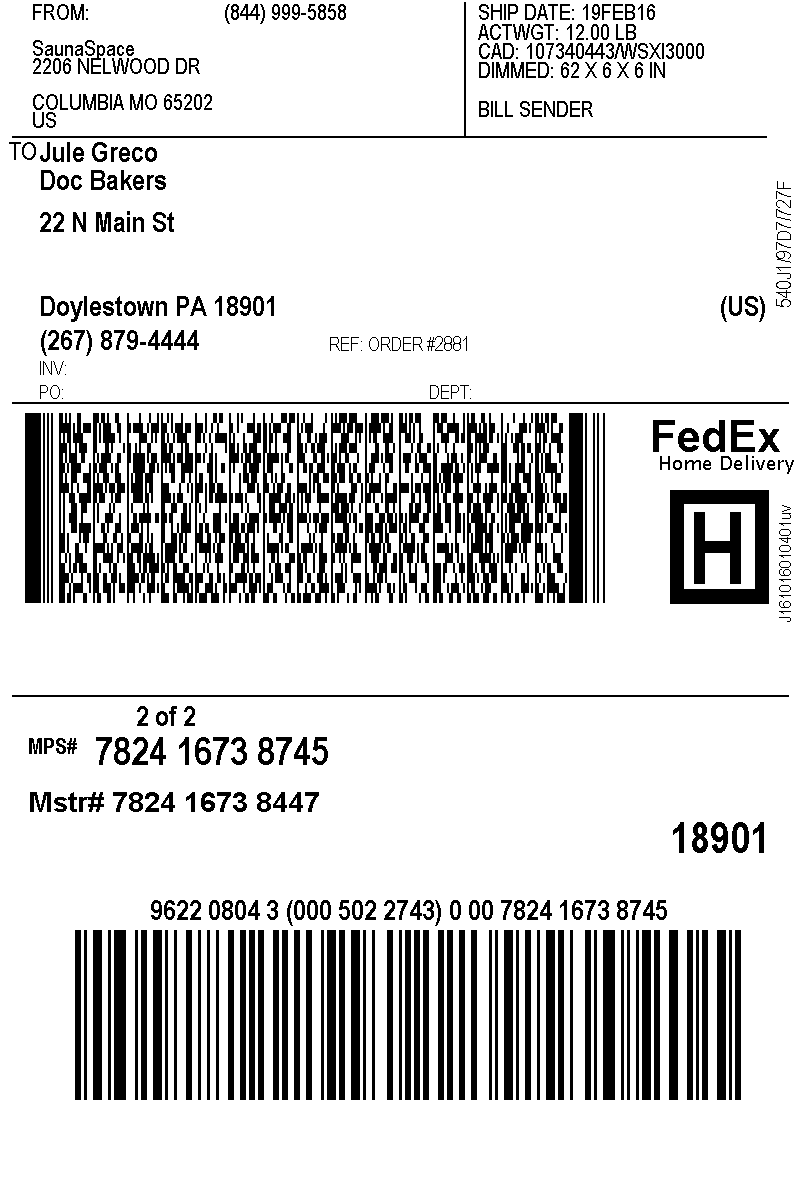 FROM: (844) 999-5858
SaunaSpace
2206 NELWOOD DR
COLUMBIA MO 65202
US
SHIP DATE: 19FEB16
ACTWGT: 12.00 LB
CAD: 107340443/WSXI3000
DIMMED: 62 X 6 X 6 IN
BILL SENDER
TO Jule Greco
Doc Bakers
22 N Main St
Doylestown PA 18901 (US)
(267) 879-4444 REF: ORDER #2881
INV:
PO: DEPT:
540J1/97D7/727F
FedEx
Home Delivery
H
J161016010401uv
2 of 2
MPS# 7824 1673 8745
Mstr# 7824 1673 8447
18901
9622 0804 3 (000 502 2743) 0 00 7824 1673 8745